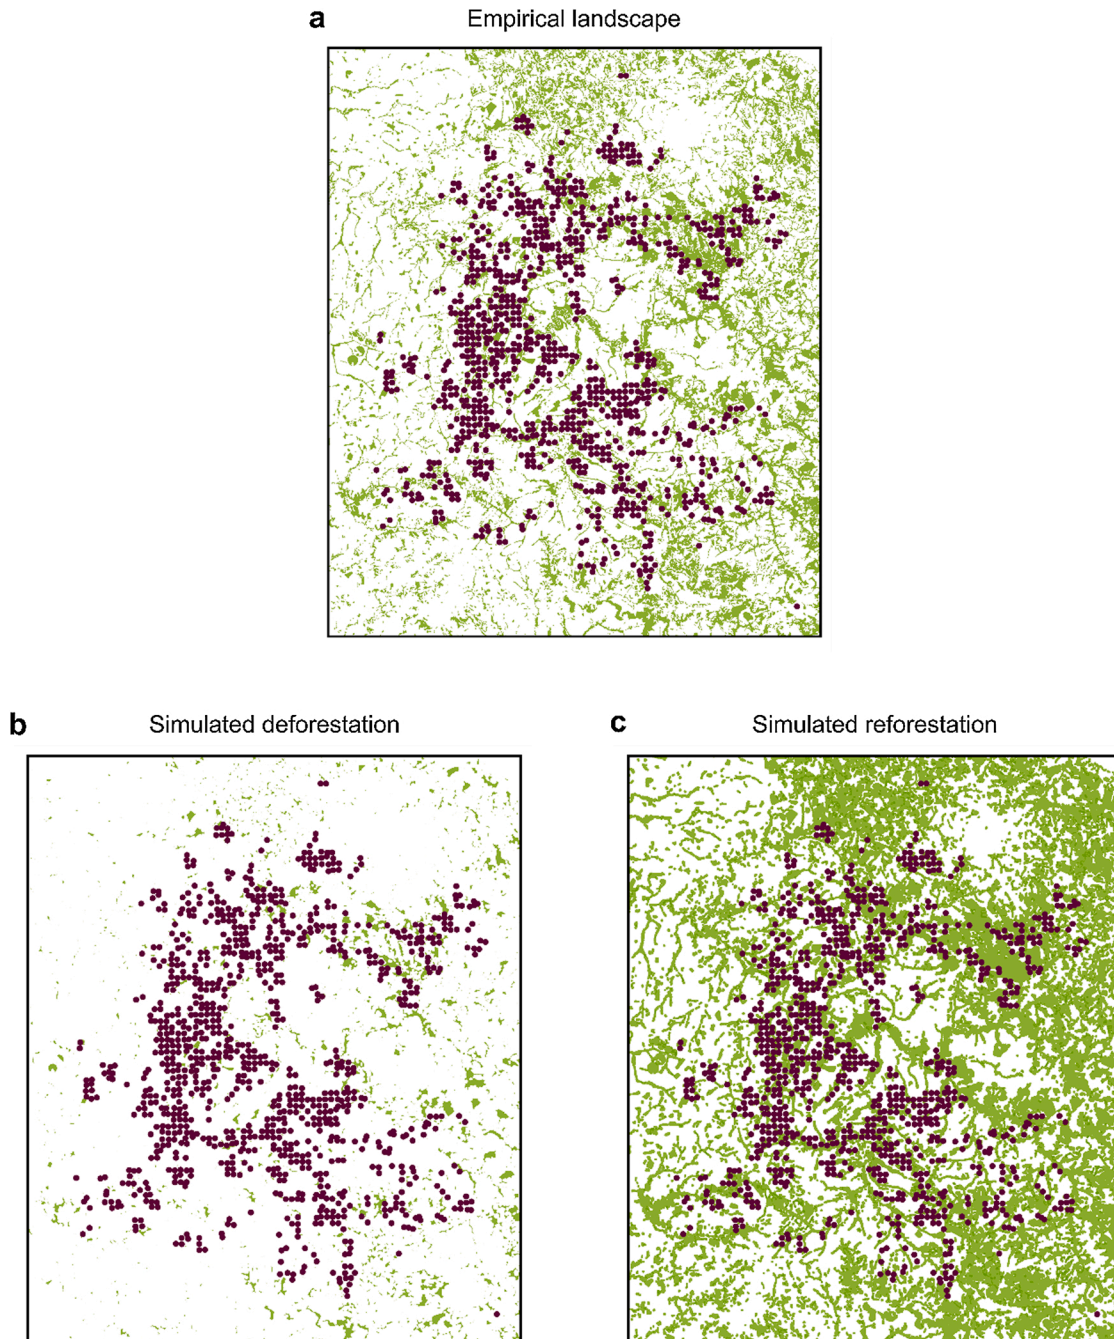 a Empirical landscape
b Simulated deforestation
c Simulated reforestation